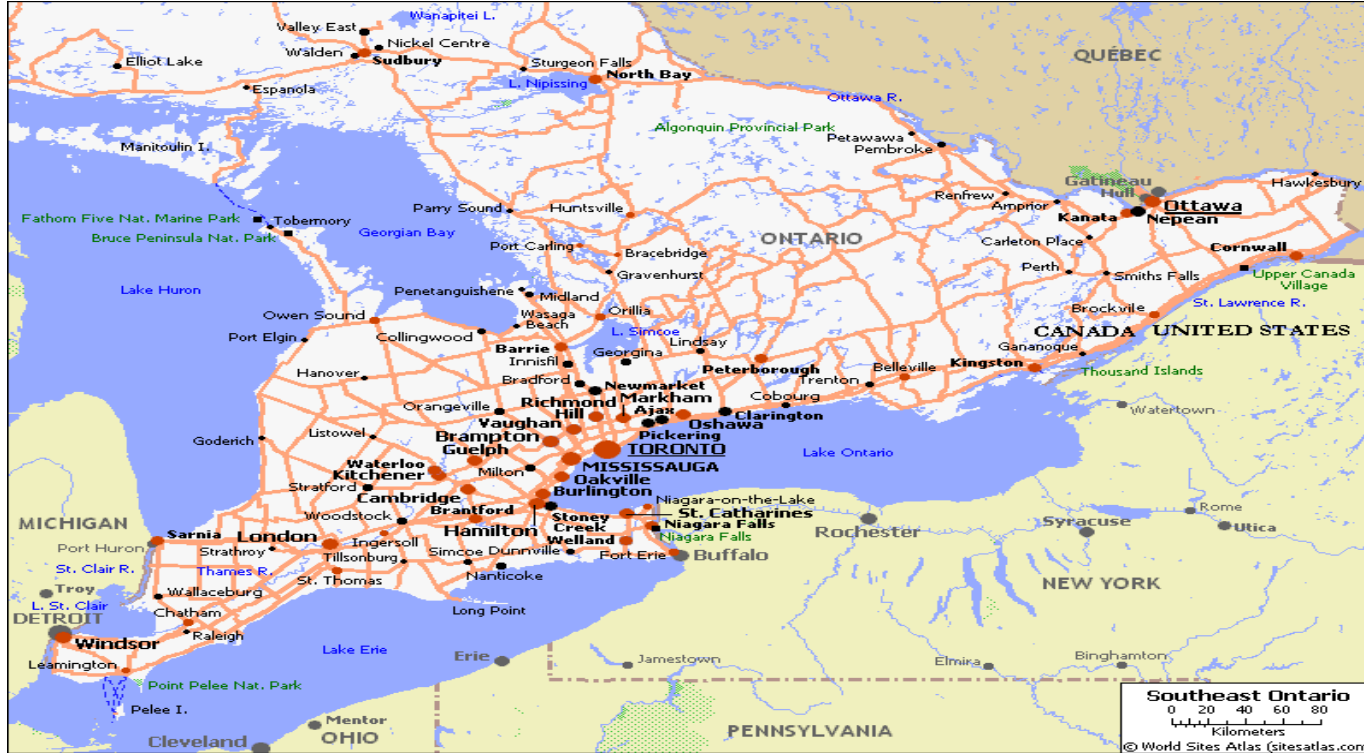 Wanapitei L.
Valley East
Nickel Centre
Walden
Sudbury
Elliot Lake
Sturgeon Falls
North Bay
L. Nipissing
Espanola
QUÉBEC
Ottawa R.
Algonquin Provincial Park
Petawawa
Pembroke
Manitoulin I.
Gatineau
Hull
Hawkesbury
Renfrew
Arnprior
Ottawa
Kanata
Nepean
Fathom Five Nat. Marine Park
Tobermory
Bruce Peninsula Nat. Park
Parry Sound
Huntsville
Georgian Bay
ONTARIO
Carleton Place
Cornwall
Port Carling
Bracebridge
Gravenhurst
Perth
Smiths Falls
Upper Canada
Village
Lake Huron
Penetanguishene
Midland
Brockville
St. Lawrence R.
Owen Sound
Wasaga
Beach
Orillia
CANADA
UNITED STATES
Port Elgin
Collingwood
L. Simcoe
Lindsay
Gananoque
Barrie
Innisfil
Georgina
Peterborough
Belleville
Kingston
Thousand Islands
Hanover
Bradford
Newmarket
Trenton
Cobourg
Watertown
Orangeville
Richmond
Hill
Markham
Ajax
Clarington
Oshawa
Vaughan
Pickering
Goderich
Listowel
Brampton
Guelph
TORONTO
Lake Ontario
Waterloo
Kitchener
Milton
MISSISSAUGA
Stratford
Oakville
Cambridge
Burlington
Niagara-on-the-Lake
Woodstock
Brantford
Hamilton
Stoney
Creek
St. Catharines
Niagara Falls
Niagara Falls
Rochester
Syracuse
Rome
Utica
MICHIGAN
Sarnia
Port Huron
London
Strathroy
Ingersoll
Tillsonburg
Simcoe
Dunnville
Welland
Fort Erie
Buffalo
St. Clair R.
Thames R.
St. Thomas
Nanticoke
NEW YORK
Troy
Wallaceburg
L. St. Clair
Long Point
DETROIT
Chatham
Raleigh
Windsor
Leamington
Lake Erie
Erie
Jamestown
Elmira
Binghamton
Point Pelee Nat. Park
Pelee I.
Mentor
OHIO
Cleveland
PENNSYLVANIA
Southeast Ontario
0 20 40 60 80
Kilometers
© World Sites Atlas (sitesatlas.com